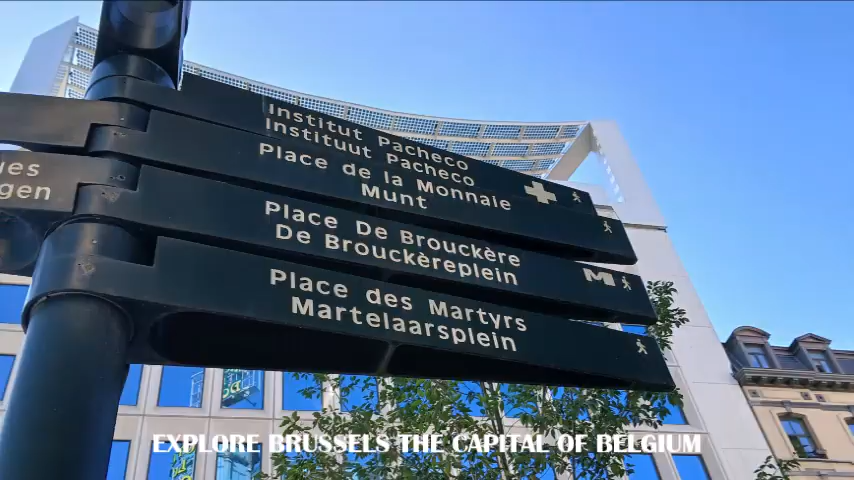 Institut Pacheco
Instituut Pacheco
Place de la Monnaie
Munt
Place De Brouckère
De Brouckèreplein
M
Place des Martyrs
Martelaarsplein
EXPLORE BRUSSELS THE CAPITAL OF BELGIUM